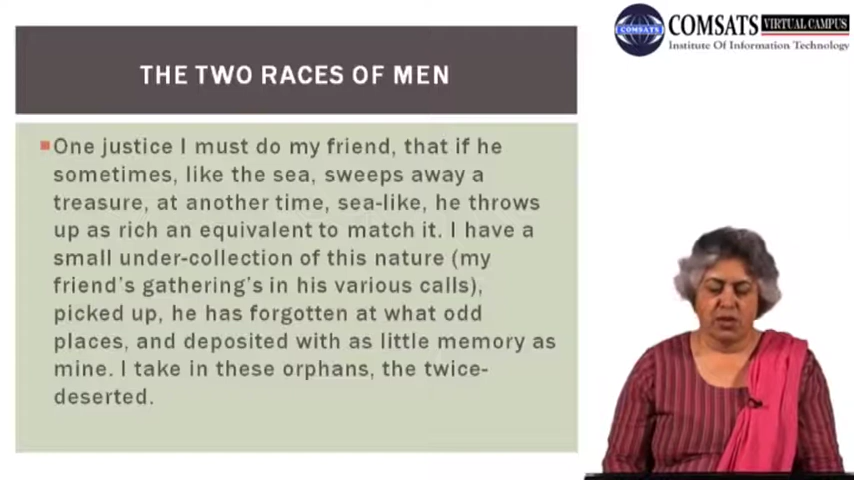 COMSATS VIRTUAL CAMPUS
COMSATS
Institute Of Information Technology
THE TWO RACES OF MEN
One justice I must do my friend, that if he
sometimes, like the sea, sweeps away a
treasure, at another time, sea-like, he throws
up as rich an equivalent to match it. I have a
small under-collection of this nature (my
friend's gathering's in his various calls),
picked up, he has forgotten at what odd
places, and deposited with as little memory as
mine. I take in these orphans, the twice-
deserted.